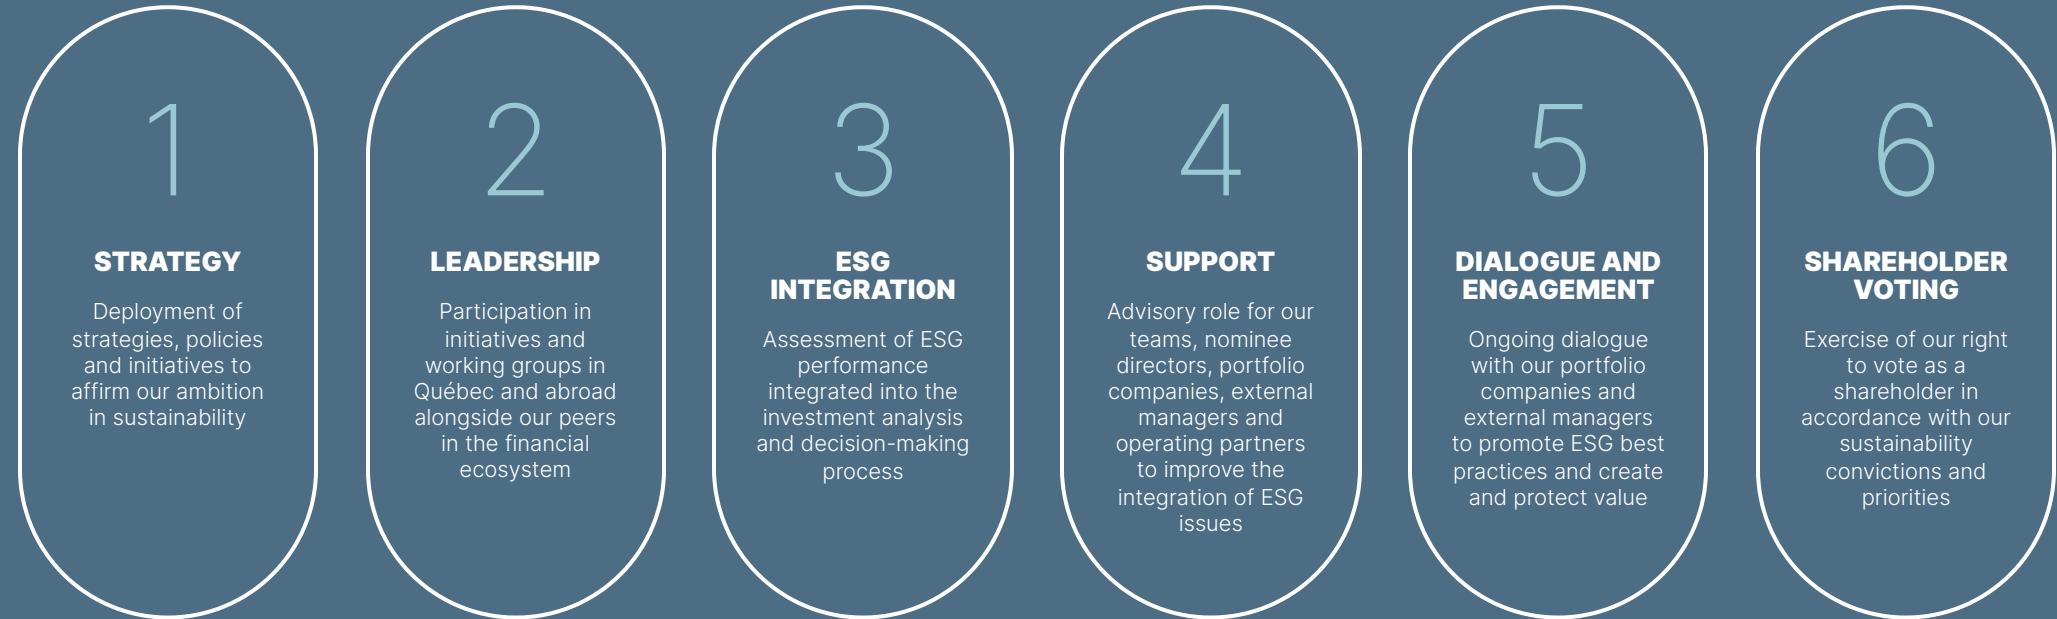 1
STRATEGY
Deployment of
strategies, policies
and initiatives to
affirm our ambition
in sustainability
2
LEADERSHIP
Participation in
initiatives and
working groups in
Québec and abroad
alongside our peers
in the financial
ecosystem
3
ESG
INTEGRATION
Assessment of ESG
performance
integrated into the
investment analysis
and decision-making
process
4
SUPPORT
Advisory role for our
teams, nominee
directors, portfolio
companies, external
managers and
operating partners
to improve the
integration of ESG
issues
5
DIALOGUE AND
ENGAGEMENT
Ongoing dialogue
with our portfolio
companies and
external managers
to promote ESG best
practices and create
and protect value
6
SHAREHOLDER
VOTING
Exercise of our right
to vote as a
shareholder in
accordance with our
sustainability
convictions and
priorities